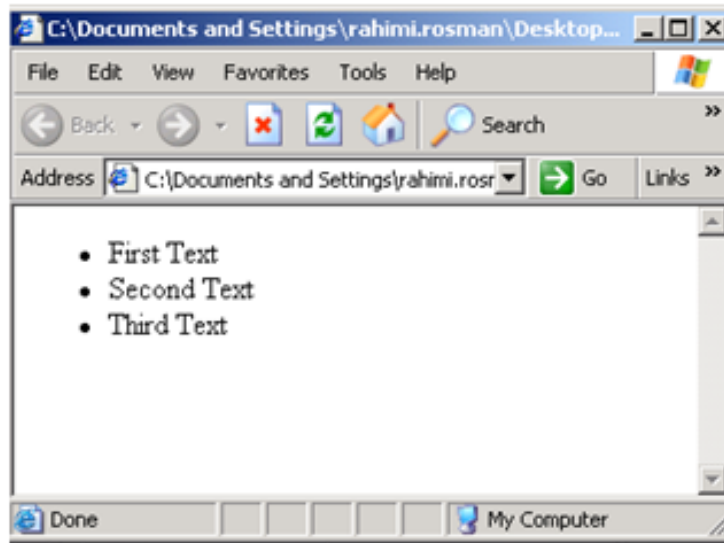 C:\Documents and Settings\rahimi.rosman\Desktop...
File Edit View Favorites Tools Help
Back Search »
Address C:\Documents and Settings\rahimi.rosr Go Links »
• First Text
• Second Text
• Third Text
Done My Computer